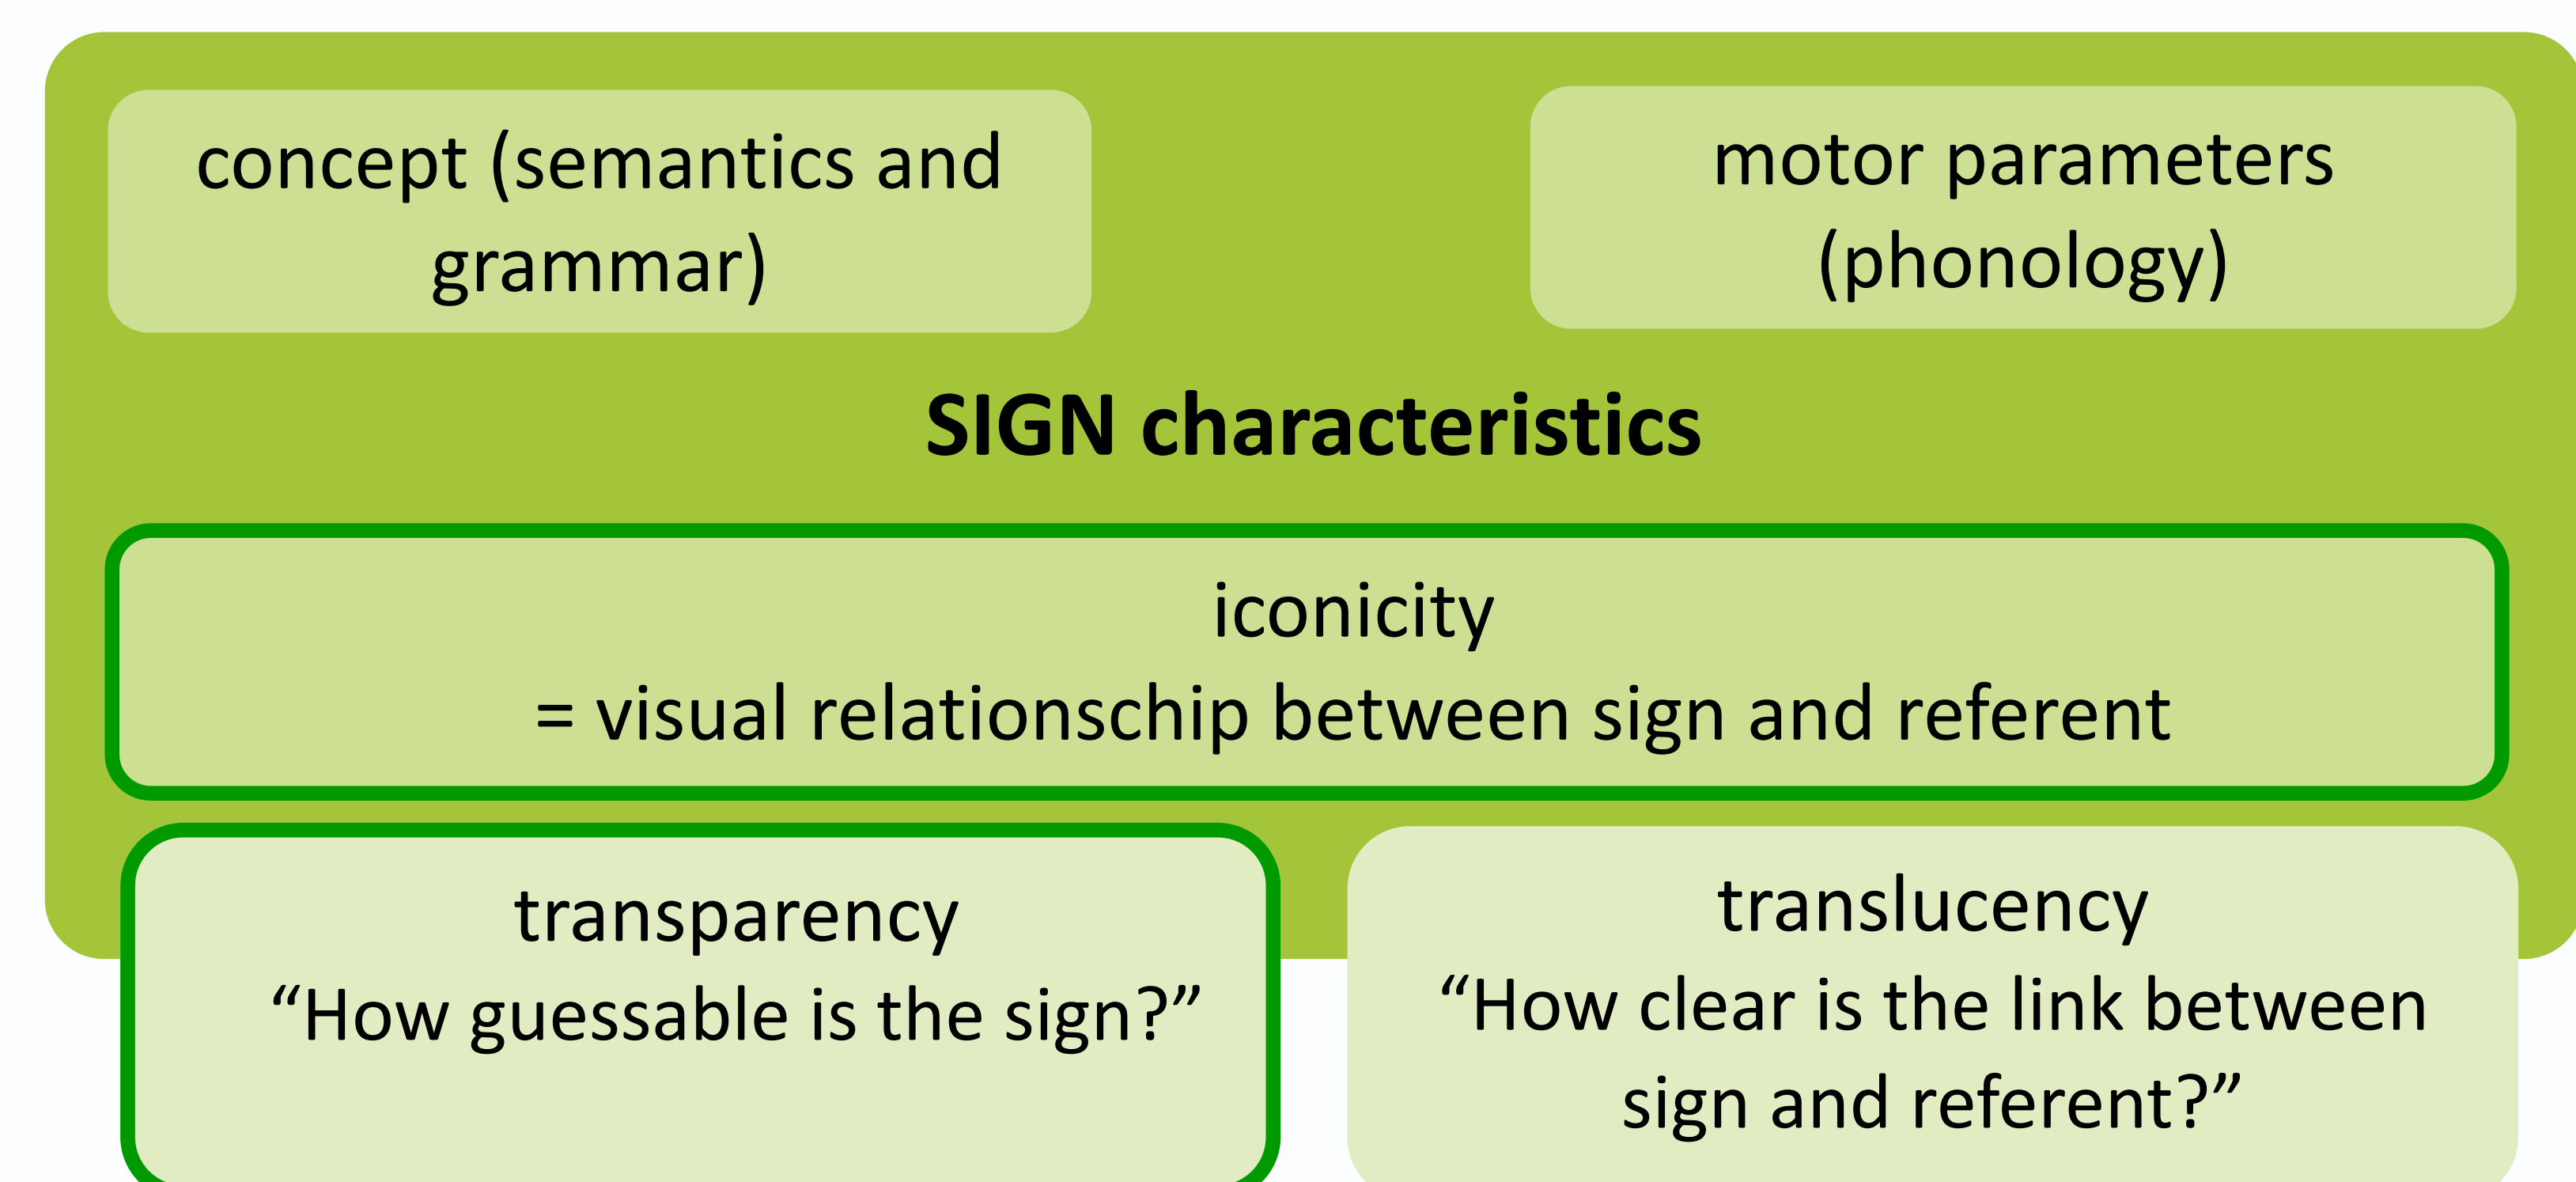 concept (semantics and
grammar)
motor parameters
(phonology)
SIGN characteristics
iconicity
= visual relationschip between sign and referent
transparency
“How guessable is the sign?”
translucency
“How clear is the link between
sign and referent?”